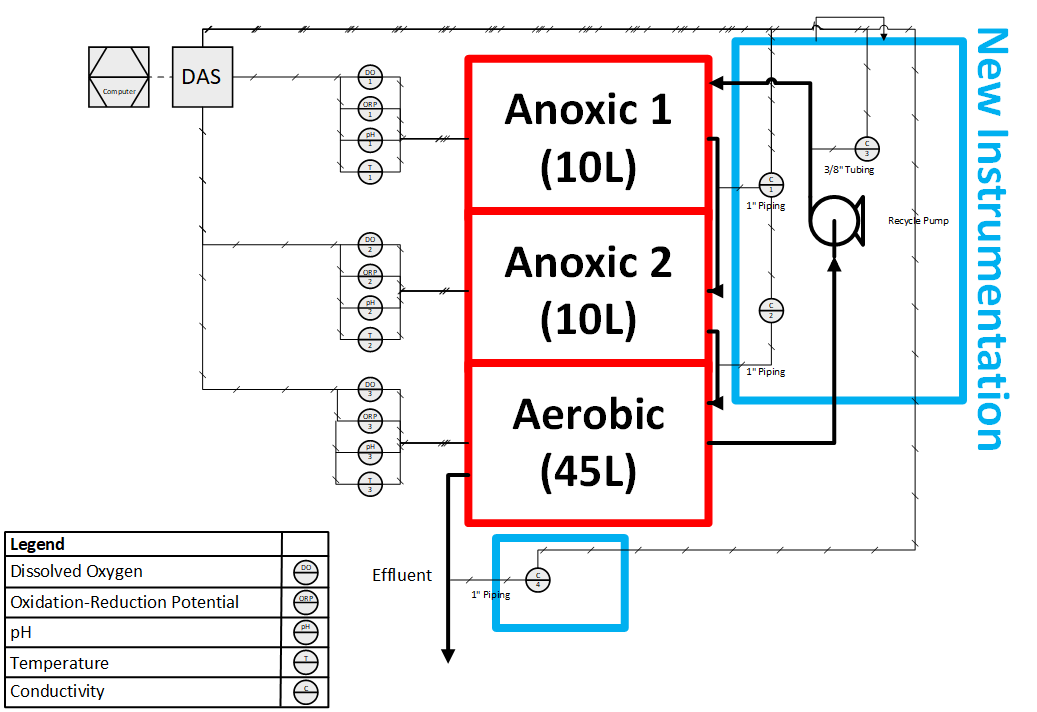 Computer
DAS
DO
1
ORP
1
pH
1
T
1
DO
2
ORP
2
pH
2
T
2
DO
3
ORP
3
pH
3
T
3
Anoxic 1
(10L)
Anoxic 2
(10L)
Aerobic
(45L)
C
1
1" Piping
C
2
1" Piping
C
3
3/8" Tubing
Recycle Pump
New Instrumentation
Effluent
C
4
1" Piping
Legend
Dissolved Oxygen
DO
Oxidation-Reduction Potential
ORP
pH
pH
Temperature
T
Conductivity
C